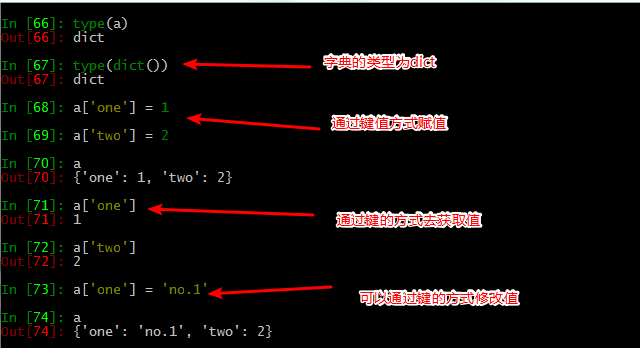 In [66]: type(a)
Out[66]: dict
In [67]: type(dict())
字典的类型为dict
Out[67]: dict
In [68]: a['one'] = 1
通过键值方式赋值
In [69]: a['two'] = 2
In [70]: a
Out[70]: {'one': 1, 'two': 2}
In [71]: a['one']
通过键的方式去获取值
Out[71]: 1
In [72]: a['two']
Out[72]: 2
In [73]: a['one'] = 'no.1'
可以通过键的方式修改值
In [74]: a
Out[74]: {'one': 'no.1', 'two': 2}